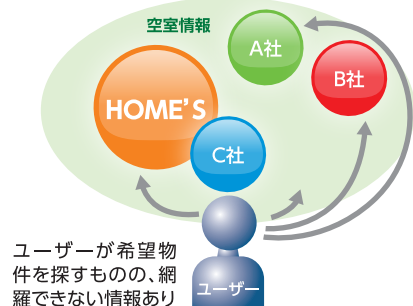 空室情報
A社
B社
HOME'S
C社
ユーザーが希望物
件を探すものの、網
羅できない情報あり
ユーザー